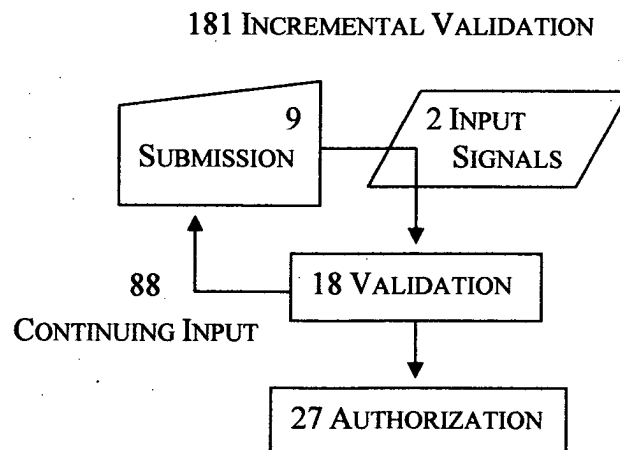 181 INCREMENTAL VALIDATION
9
SUBMISSION
2 INPUT
SIGNALS
18 VALIDATION
88
CONTINUING INPUT
27 AUTHORIZATION